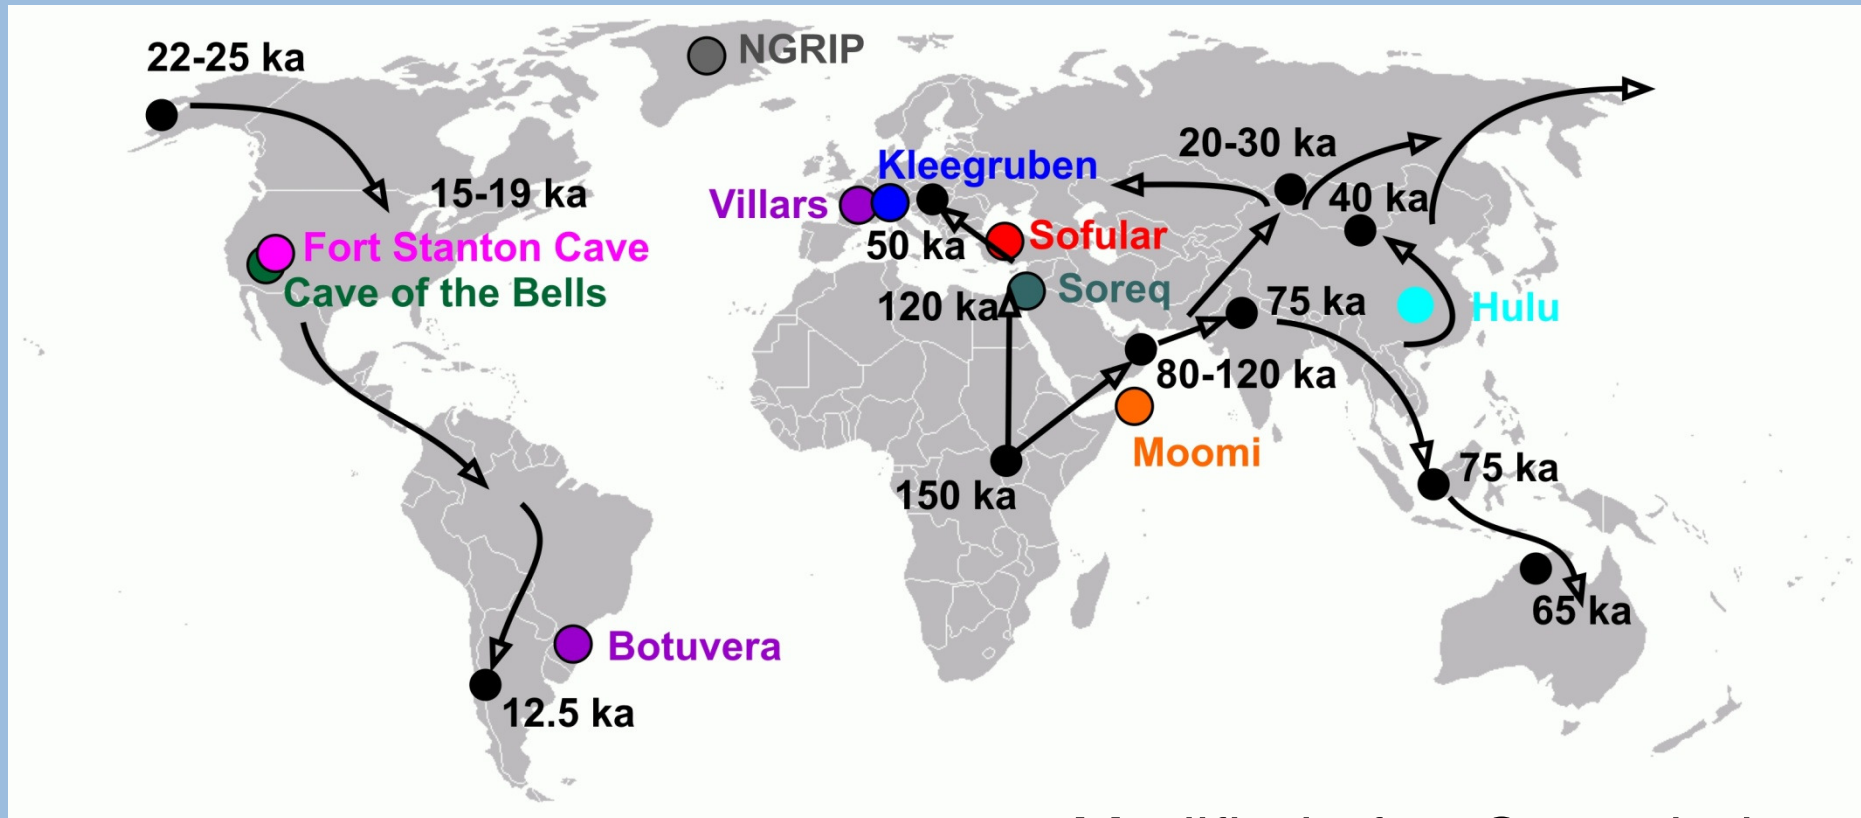 22-25 ka
NGRIP
20-30 ka
Kleegruben
15-19 ka
Villars
40 ka
Fort Stanton Cave
50 ka
Sofular
Cave of the Bells
120 ka
Soreq
75 ka
Hulu
80-120 ka
Moomi
75 ka
150 ka
65 ka
Botuvera
12.5 ka